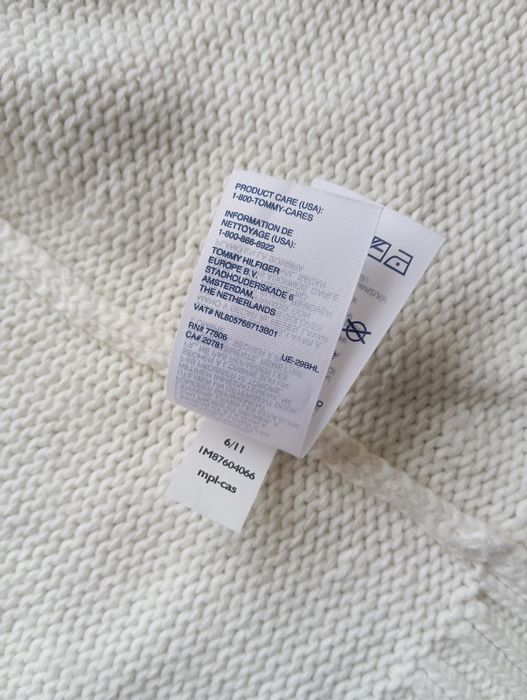 PRODUCT CARE (USA):
1-800-TOMMY-CARES
INFORMATION DE
NETTOYAGE (USA):
1-800-866-6922
TOMMY HILFIGER
EUROPE B.V.
STADHOUDERSKADE 6
AMSTERDAM,
THE NETHERLANDS
VAT# NL805766713B01
RN# 77806
CA# 20781 UE-29BHL
6/11
1M87604066
mpl-cas